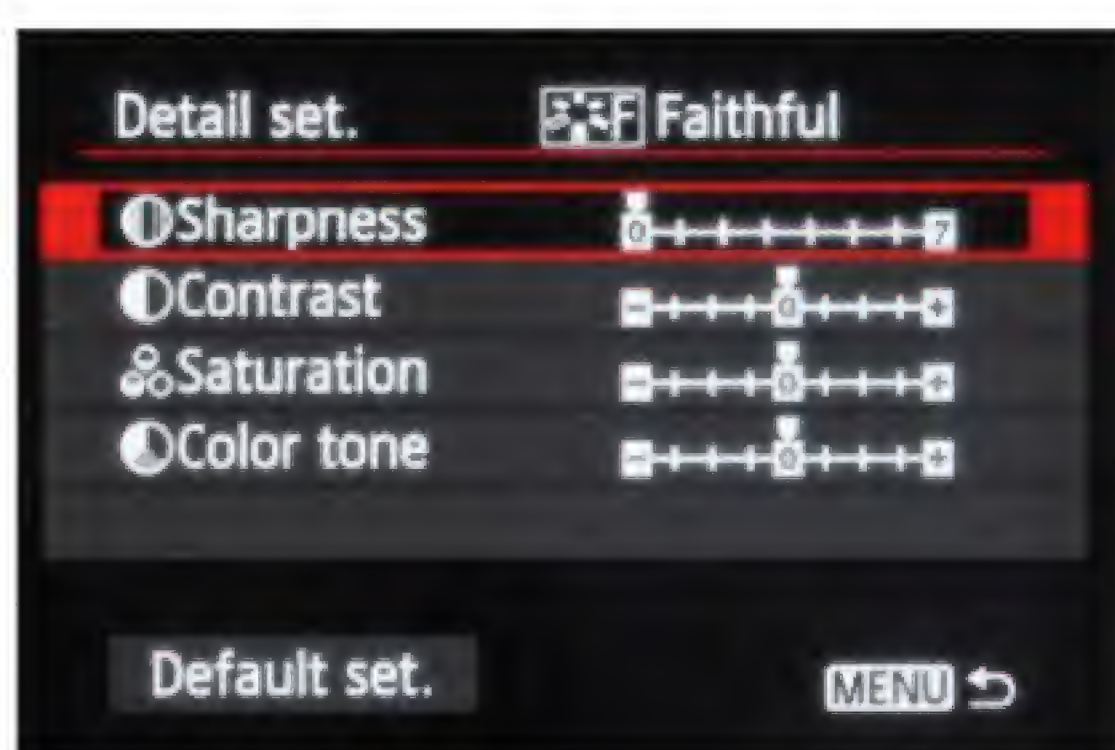 Detail set. F Faithful
Sharpness 0 7
Contrast - 0 +
Saturation - 0 +
Color tone - 0 +
Default set. MENU